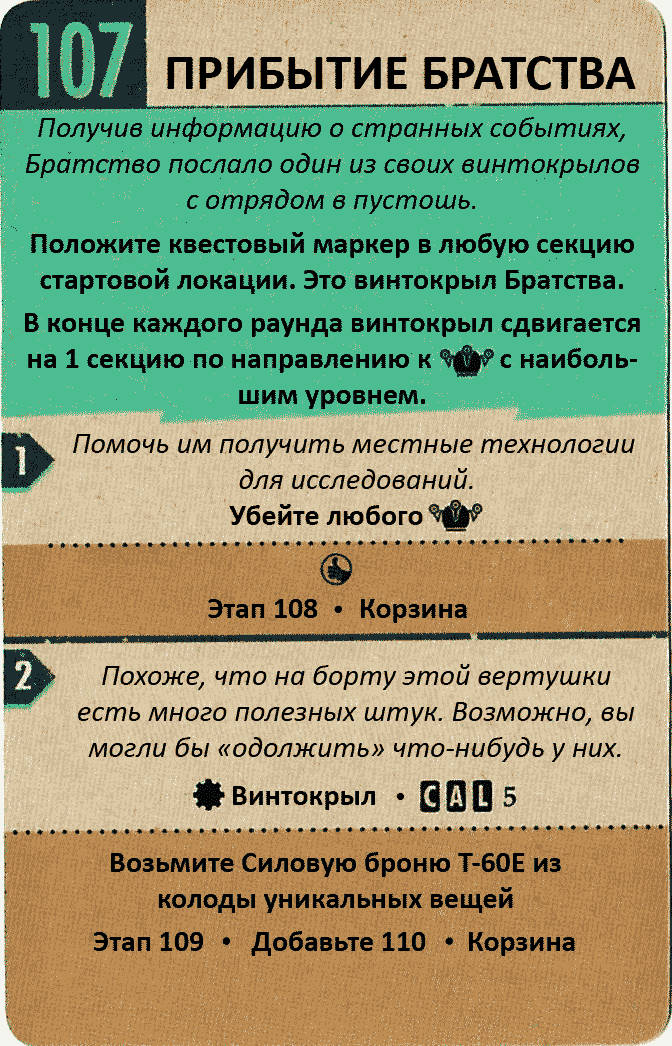 107
ПРИБЫТИЕ БРАТСТВА
Получив информацию о странных событиях,
Братство послало один из своих винтокрылов
с отрядом в пустошь.
Положите квестовый маркер в любую секцию
стартовой локации. Это винтокрыл Братства.
В конце каждого раунда винтокрыл сдвигается
на 1 секцию по направлению к с наиболь-
шим уровнем.
1
Помочь им получить местные технологии
для исследований.
Убейте любого
Этап 108 • Корзина
2
Похоже, что на борту этой вертушки
есть много полезных штук. Возможно, вы
могли бы «одолжить» что-нибудь у них.
Винтокрыл • CAL 5
Возьмите Силовую броню T-60E из
колоды уникальных вещей
Этап 109 • Добавьте 110 • Корзина